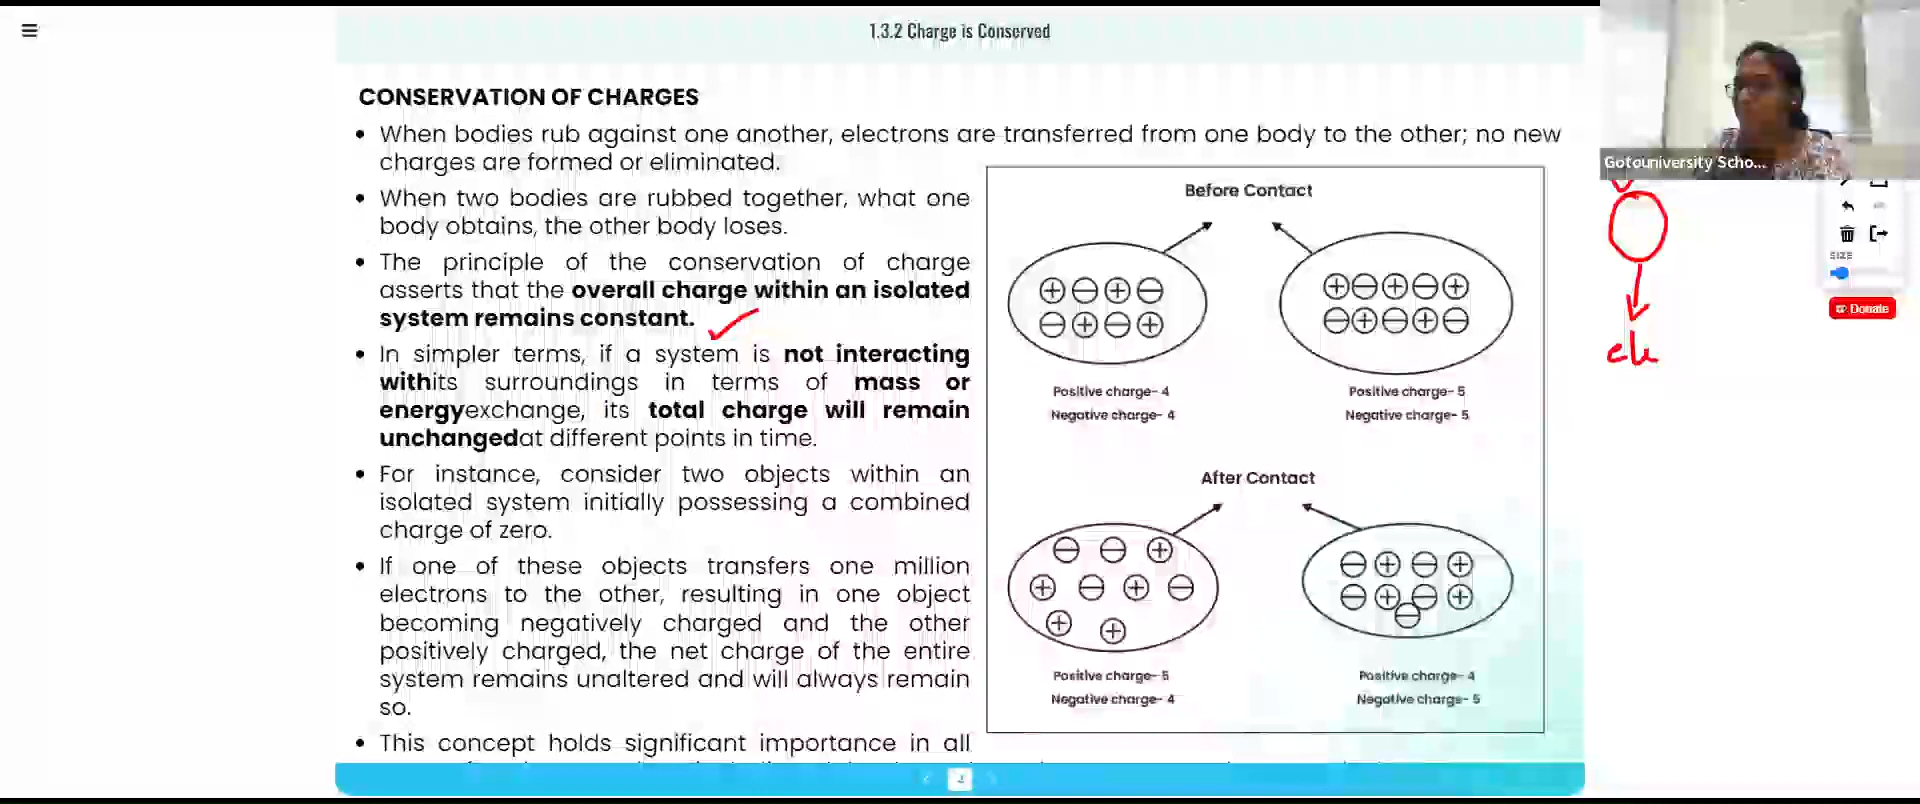 1.3.2 Charge is Conserved
CONSERVATION OF CHARGES
• When bodies rub against one another, electrons are transferred from one body to the other; no new
charges are formed or eliminated.
• When two bodies are rubbed together, what one
body obtains, the other body loses.
• The principle of the conservation of charge
asserts that the overall charge within an isolated
system remains constant.
• In simpler terms, if a system is not interacting
withits surroundings in terms of mass or
energyexchange, its total charge will remain
unchangedat different points in time.
• For instance, consider two objects within an
isolated system initially possessing a combined
charge of zero.
• If one of these objects transfers one million
electrons to the other, resulting in one object
becoming negatively charged and the other
positively charged, the net charge of the entire
system remains unaltered and will always remain
so.
• This concept holds significant importance in all
Before Contact
Positive charge- 4
Negative charge- 4
Positive charge- 5
Negative charge- 5
After Contact
Positive charge- 5
Negative charge- 4
Positive charge- 4
Negative charge- 5
Gotouniversity Scho...
SIZE
Donate